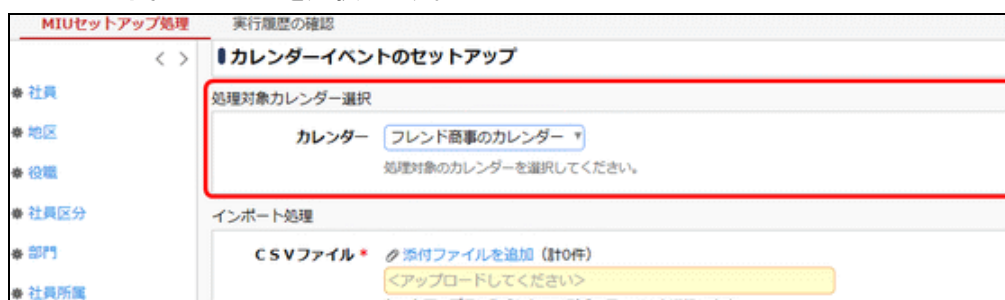 MIUセットアップ処理 実行履歴の確認
< >
カレンダーイベントのセットアップ
社員
処理対象カレンダー選択
地区
カレンダー フレンド商事のカレンダー
役職
処理対象のカレンダーを選択してください。
社員区分
インポート処理
部門
CSVファイル * 添付ファイルを追加 (計0件)
<アップロードしてください>
社員所属